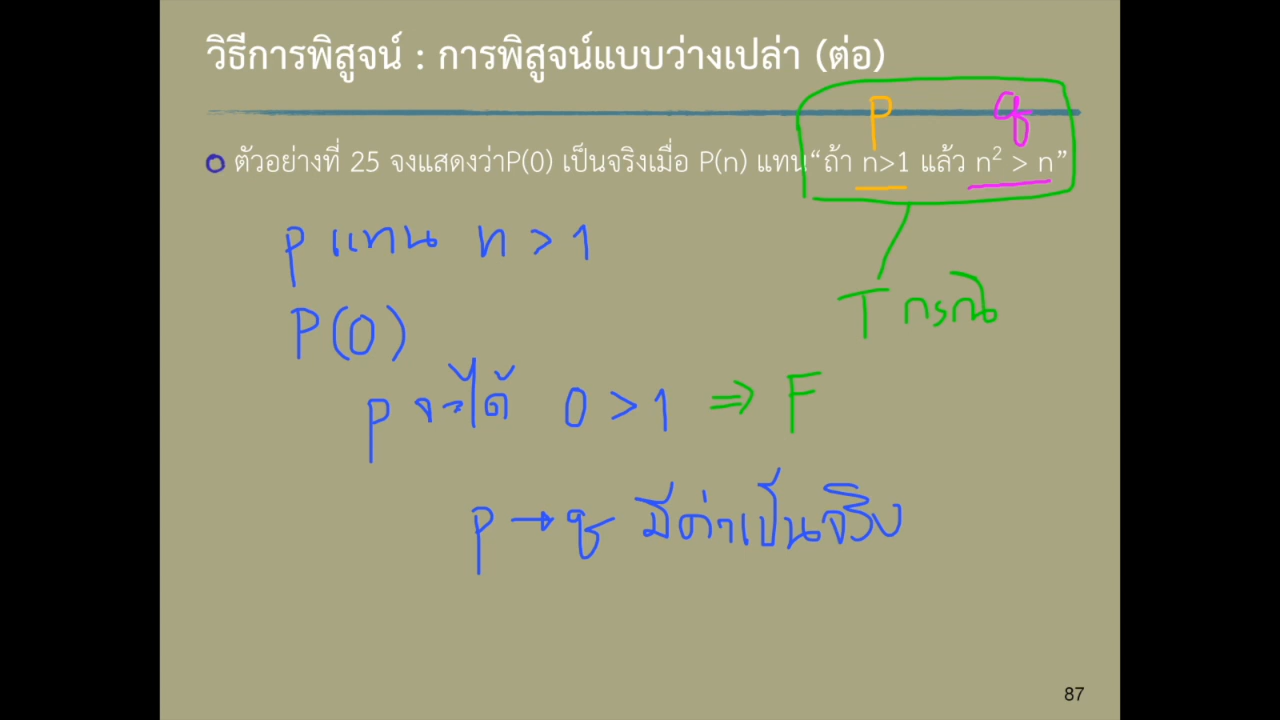 วิธีการพิสูจน์ : การพิสูจน์แบบว่างเปล่า (ต่อ)
p q
ตัวอย่างที่ 25 จงแสดงว่าP(0) เป็นจริงเมื่อ P(n) แทน“ถ้า n>1 แล้ว n² > n”
p แทน n > 1
T กรณี
P(0)
p จะได้ 0 > 1 ⇒ F
p → q มีค่าเป็นจริง
87